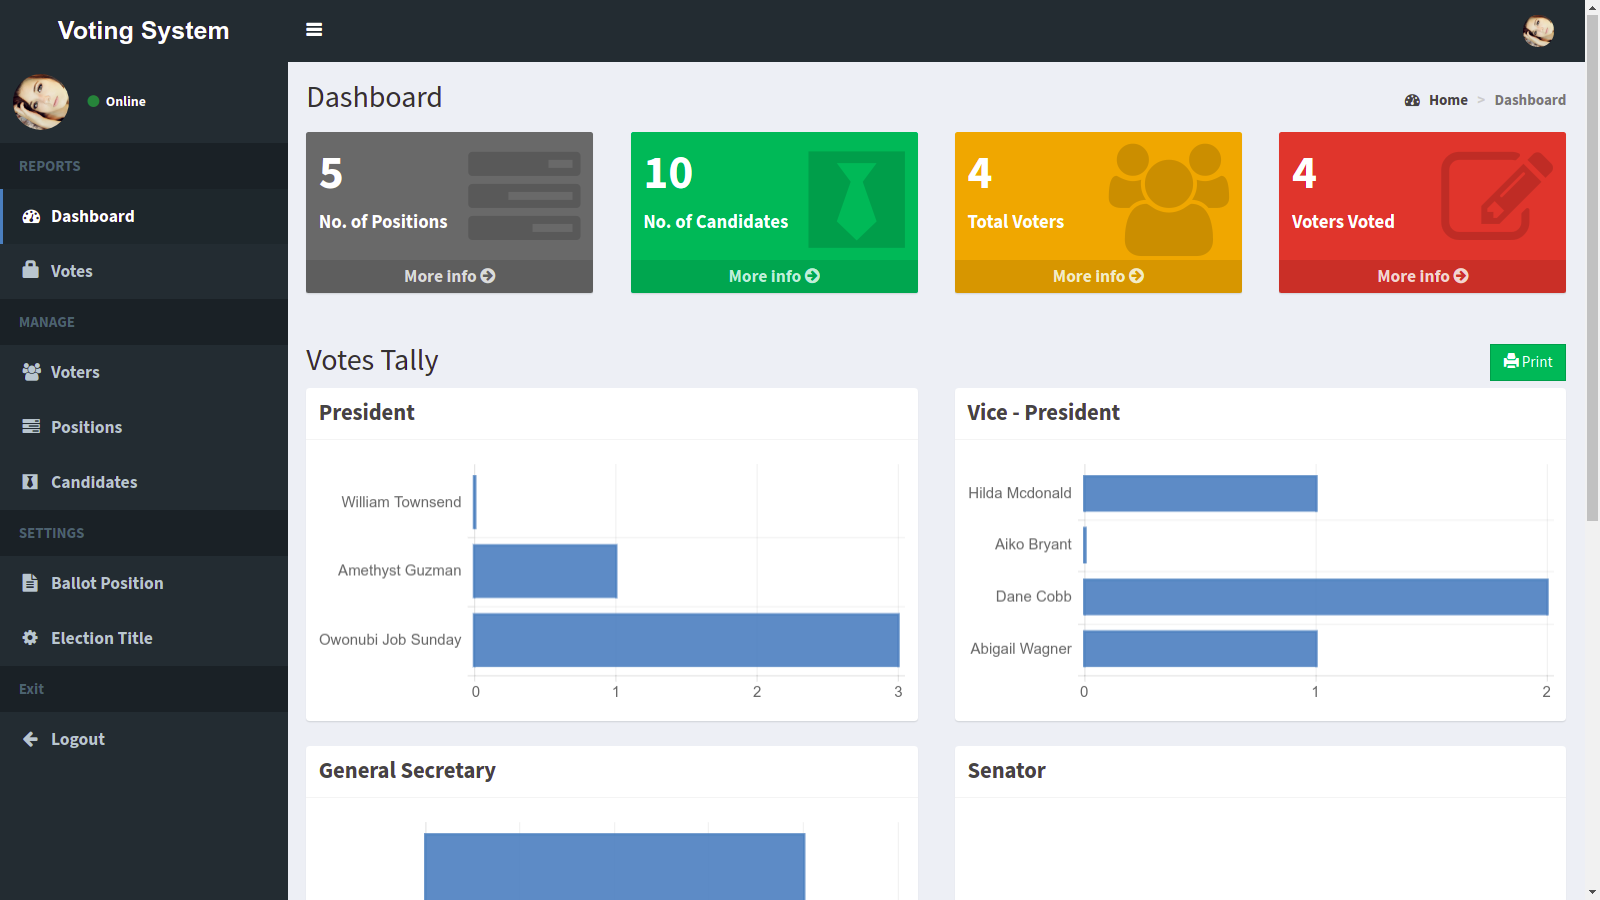 Voting System
Online
REPORTS
Dashboard
Votes
MANAGE
Voters
Positions
Candidates
SETTINGS
Ballot Position
Election Title
Exit
Logout
Dashboard
Home > Dashboard
5
No. of Positions
More info
10
No. of Candidates
More info
4
Total Voters
More info
4
Voters Voted
More info
Votes Tally
Print
President
William Townsend
Amethyst Guzman
Owonubi Job Sunday
0 1 2 3
Vice - President
Hilda Mcdonald
Aiko Bryant
Dane Cobb
Abigail Wagner
0 1 2
General Secretary
Senator